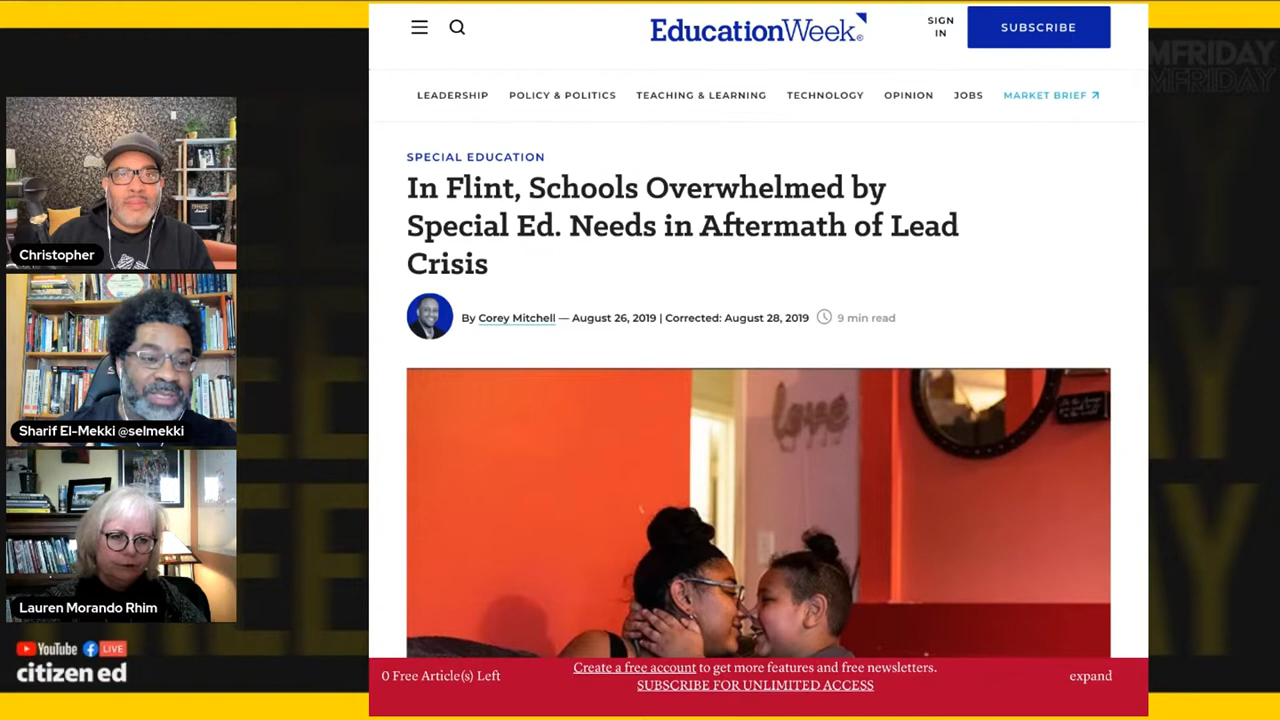 EducationWeek®
SIGN
IN
SUBSCRIBE
LEADERSHIP
POLICY & POLITICS
TEACHING & LEARNING
TECHNOLOGY
OPINION
JOBS
MARKET BRIEF
SPECIAL EDUCATION
In Flint, Schools Overwhelmed by
Special Ed. Needs in Aftermath of Lead
Crisis
By Corey Mitchell — August 26, 2019 | Corrected: August 28, 2019
9 min read
love
0 Free Article(s) Left
Create a free account to get more features and free newsletters.
SUBSCRIBE FOR UNLIMITED ACCESS
expand
Christopher
Sharif El-Mekki @selmekki
Lauren Morando Rhim
YouTube
LIVE
citizen ed
MFRIDAY
MFRIDAY